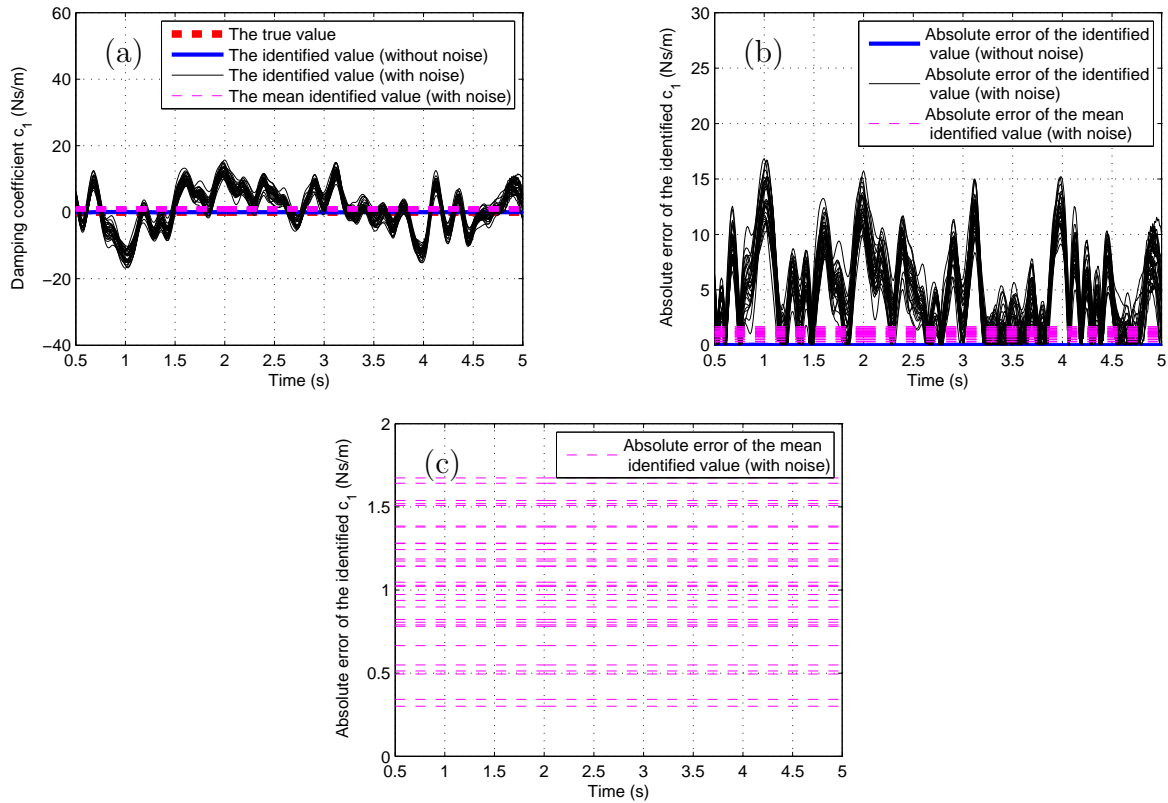 (a)
The true value
The identified value (without noise)
The identified value (with noise)
The mean identified value (with noise)
60
40
20
0
−20
−40
Damping coefficient c1 (Ns/m)
0.5 1 1.5 2 2.5 3 3.5 4 4.5 5
Time (s)
(b)
Absolute error of the identified
value (without noise)
Absolute error of the identified
value (with noise)
Absolute error of the mean
identified value (with noise)
30
25
20
15
10
5
0
Absolute error of the identified c1 (Ns/m)
0.5 1 1.5 2 2.5 3 3.5 4 4.5 5
Time (s)
(c)
Absolute error of the mean
identified value (with noise)
2
1.5
1
0.5
0
Absolute error of the identified c1 (Ns/m)
0.5 1 1.5 2 2.5 3 3.5 4 4.5 5
Time (s)